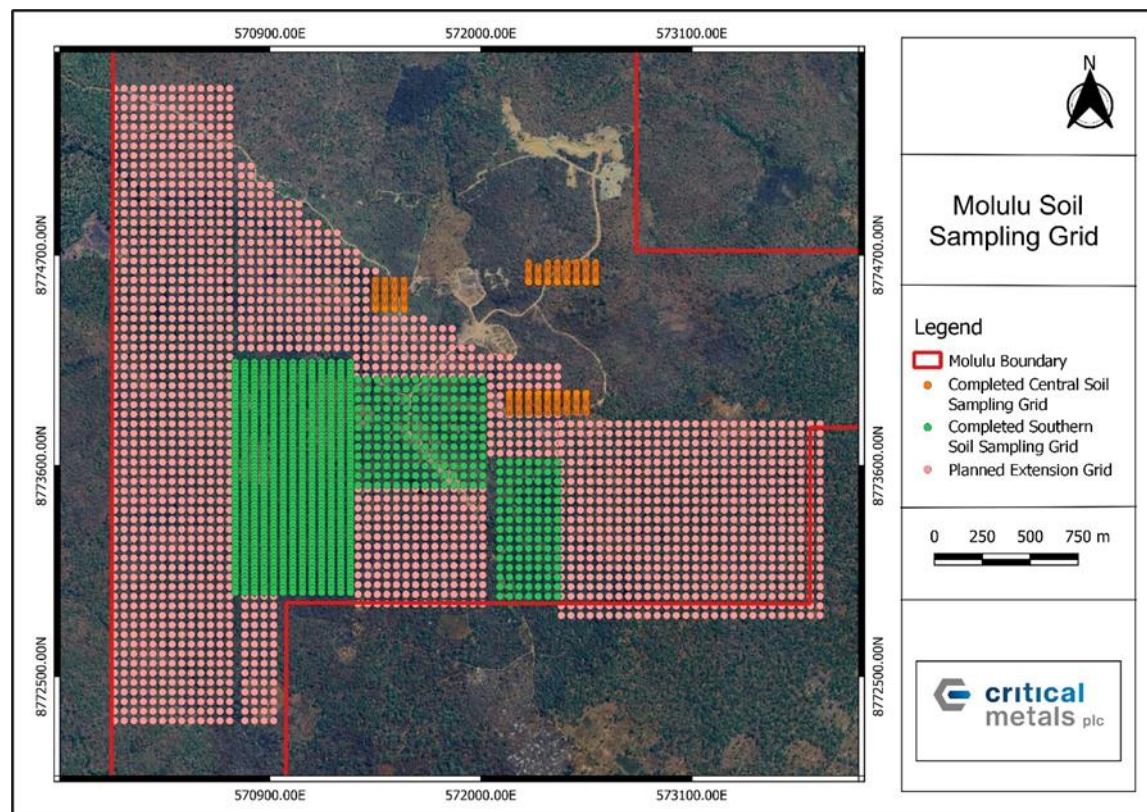 570900.00E 572000.00E 573100.00E
8774700.00N
8773600.00N
8772500.00N
8774700.00N
8773600.00N
8772500.00N
570900.00E 572000.00E 573100.00E
N
Molulu Soil
Sampling Grid
Legend
Molulu Boundary
Completed Central Soil
Sampling Grid
Completed Southern
Soil Sampling Grid
Planned Extension Grid
0 250 500 750 m
critical
metals plc